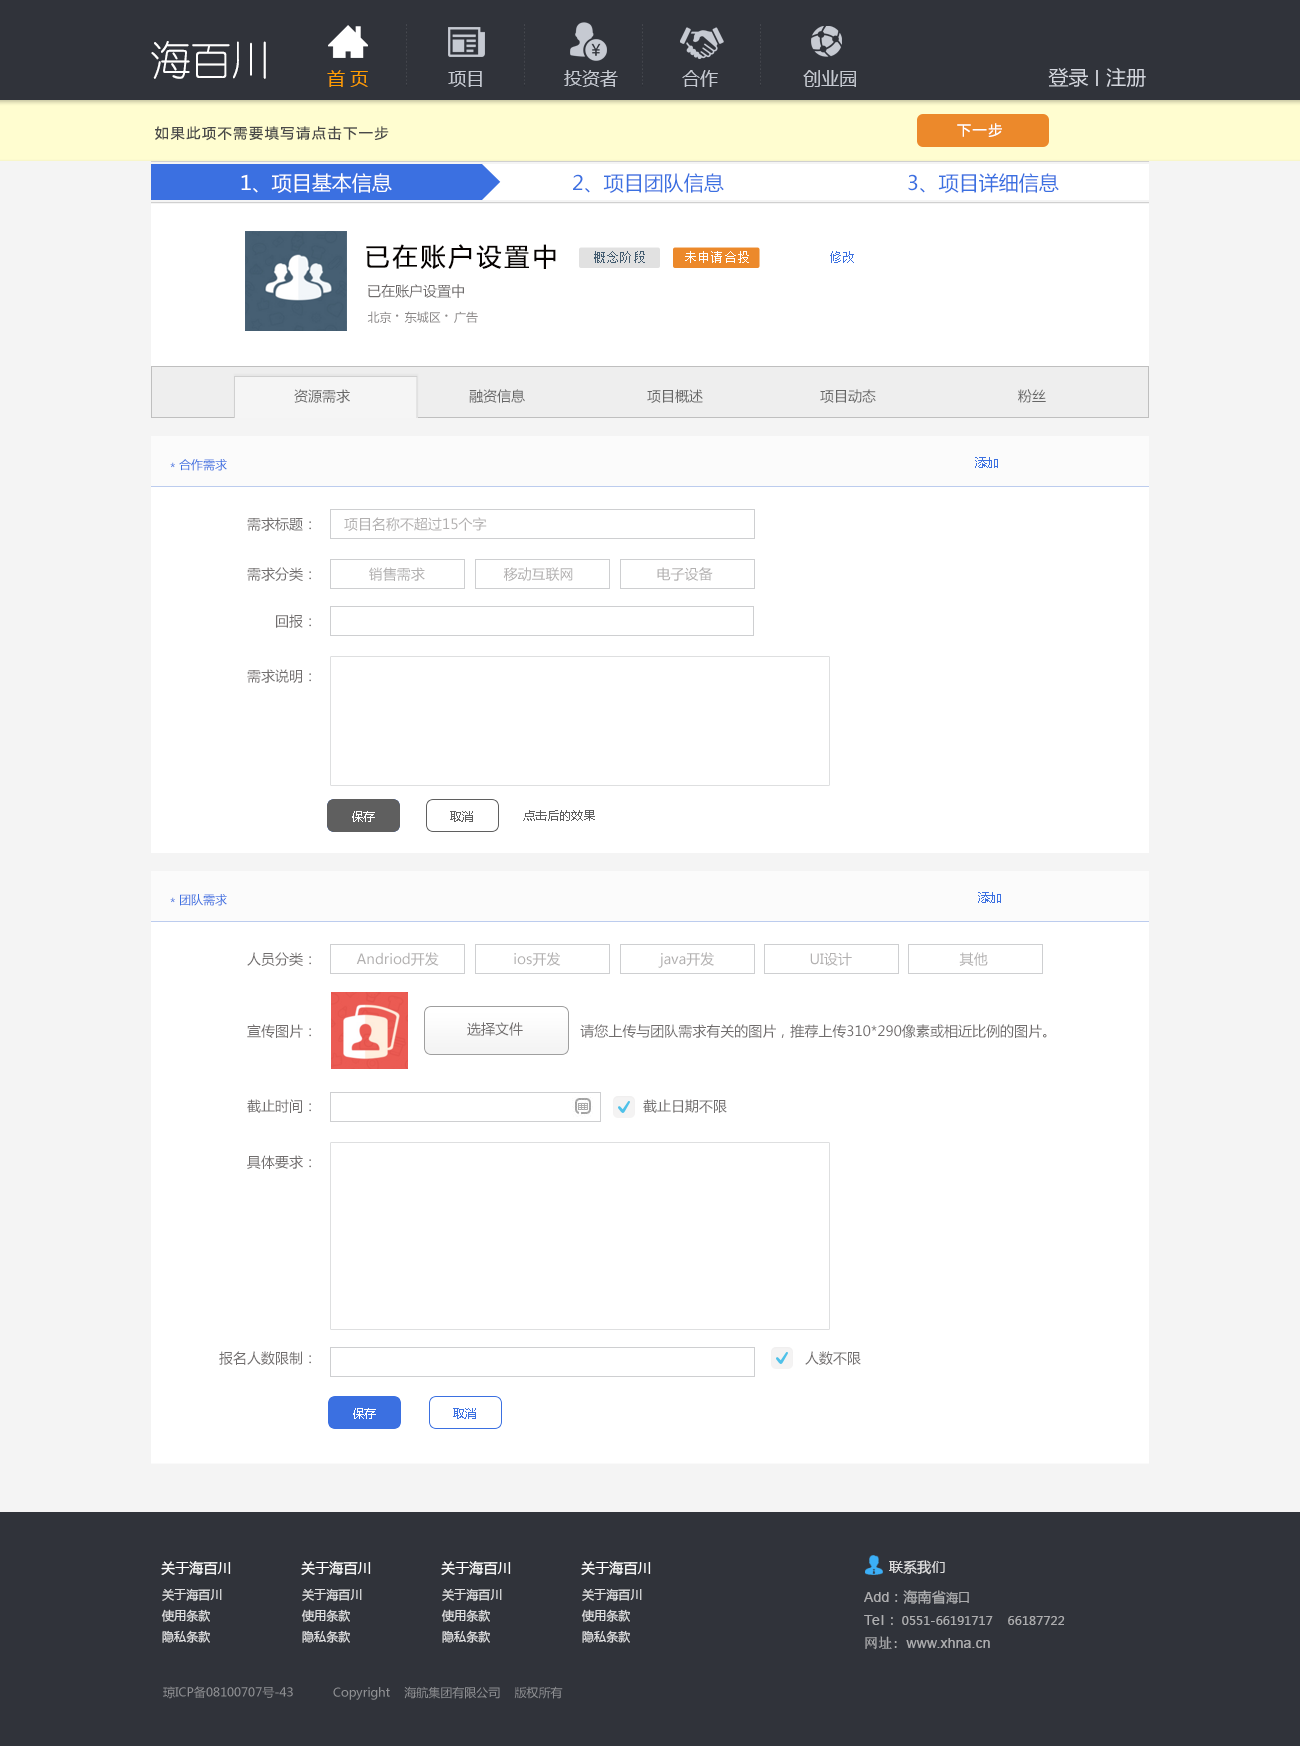 海百川
首 页
项目
投资者
合作
创业园
登录 | 注册
如果此项不需要填写请点击下一步
下一步
1、项目基本信息
2、项目团队信息
3、项目详细信息
已在账户设置中
概念阶段
未申请合投
修改
已在账户设置中
北京·东城区·广告
资源需求
融资信息
项目概述
项目动态
粉丝
* 合作需求
添加
需求标题：
项目名称不超过15个字
需求分类：
销售需求
移动互联网
电子设备
回报：
需求说明：
保存
取消
点击后的效果
* 团队需求
添加
人员分类：
Andriod开发
ios开发
java开发
UI设计
其他
宣传图片：
选择文件
请您上传与团队需求有关的图片，推荐上传310*290像素或相近比例的图片。
截止时间：
截止日期不限
具体要求：
报名人数限制：
人数不限
保存
取消
关于海百川
关于海百川
使用条款
隐私条款
关于海百川
关于海百川
使用条款
隐私条款
关于海百川
关于海百川
使用条款
隐私条款
关于海百川
关于海百川
使用条款
隐私条款
联系我们
Add：海南省海口
Tel：0551-66191717 66187722
网址：www.xhna.cn
琼ICP备08100707号-43 Copyright 海航集团有限公司 版权所有